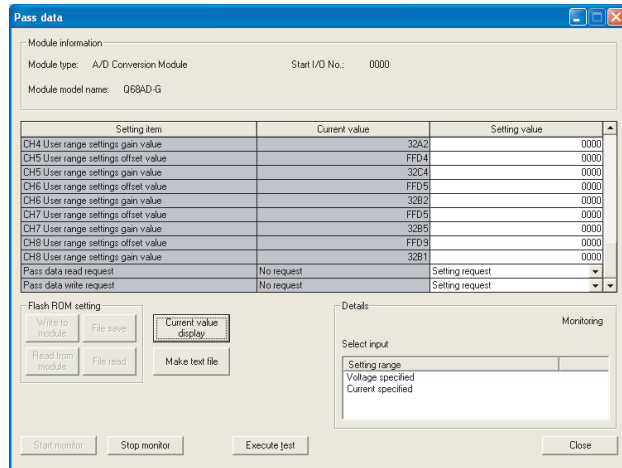 Pass data
Module information
Module type: A/D Conversion Module Start I/O No.: 0000
Module model name: Q68AD-G
Setting item Current value Setting value
CH4 User range settings gain value 32A2 0000
CH5 User range settings offset value FFD4 0000
CH5 User range settings gain value 32C4 0000
CH6 User range settings offset value FFD5 0000
CH6 User range settings gain value 32B2 0000
CH7 User range settings offset value FFD5 0000
CH7 User range settings gain value 32B5 0000
CH8 User range settings offset value FFD9 0000
CH8 User range settings gain value 32B1 0000
Pass data read request No request Setting request
Pass data write request No request Setting request
Flash ROM setting
Write to module
File save
Current value display
Read from module
File read
Make text file
Details
Monitoring
Select input
Setting range
Voltage specified
Current specified
Start monitor Stop monitor Execute test Close